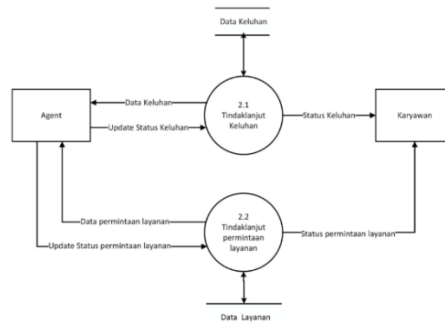 Data Keluhan
Data Keluhan
2.1
Tindaklanjut
Keluhan
Agent
Update Status Keluhan
Status Keluhan
Karyawan
2.2
Tindaklanjut
permintaan
layanan
Data permintaan layanan
Update Status permintaan layanan
Status permintaan layanan
Data Layanan